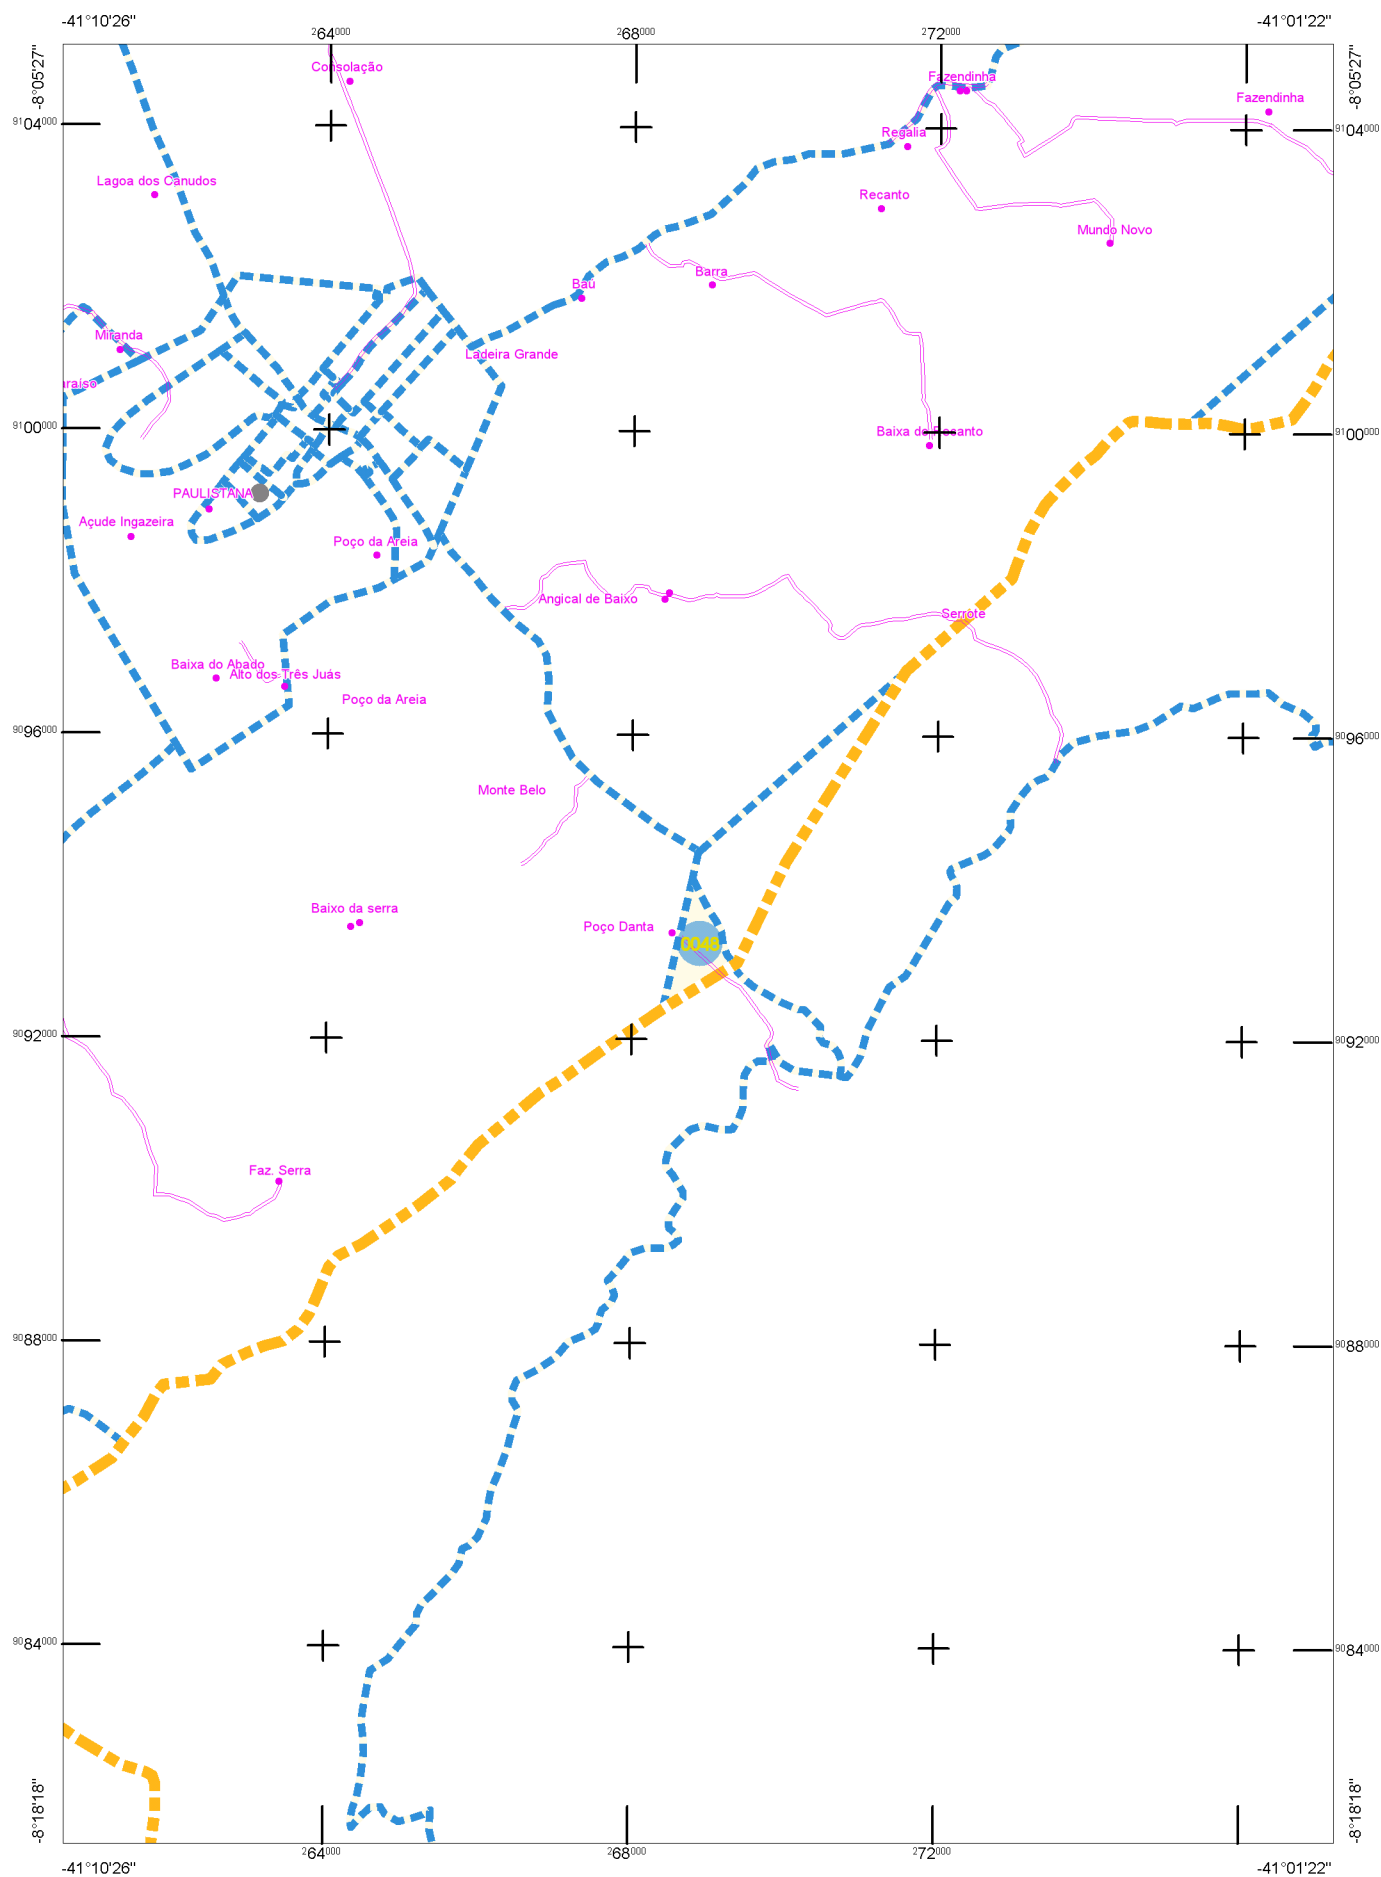 -41°10'26"
-41°01'22"
264000
268000
272000
-8°05'27"
-8°05'27"
Consolação
Fazendinha
Fazendinha
9104000
9104000
Regalia
Lagoa dos Canudos
Recanto
Mundo Novo
Barra
Bau
Miranda
Ladeira Grande
araiso
9100000
Baixa do Recanto
9100000
PAULISTANA
Açude Ingazeira
Poço da Areia
Angical de Baixo
Serrote
Baixa do Abado
Alto dos Três Juás
Poço da Areia
9096000
9096000
Monte Belo
Baixo da serra
Poço Danta
0048
9092000
9092000
Faz. Serra
9088000
9088000
9084000
9084000
-8°18'18"
-8°18'18"
264000
268000
272000
-41°10'26"
-41°01'22"